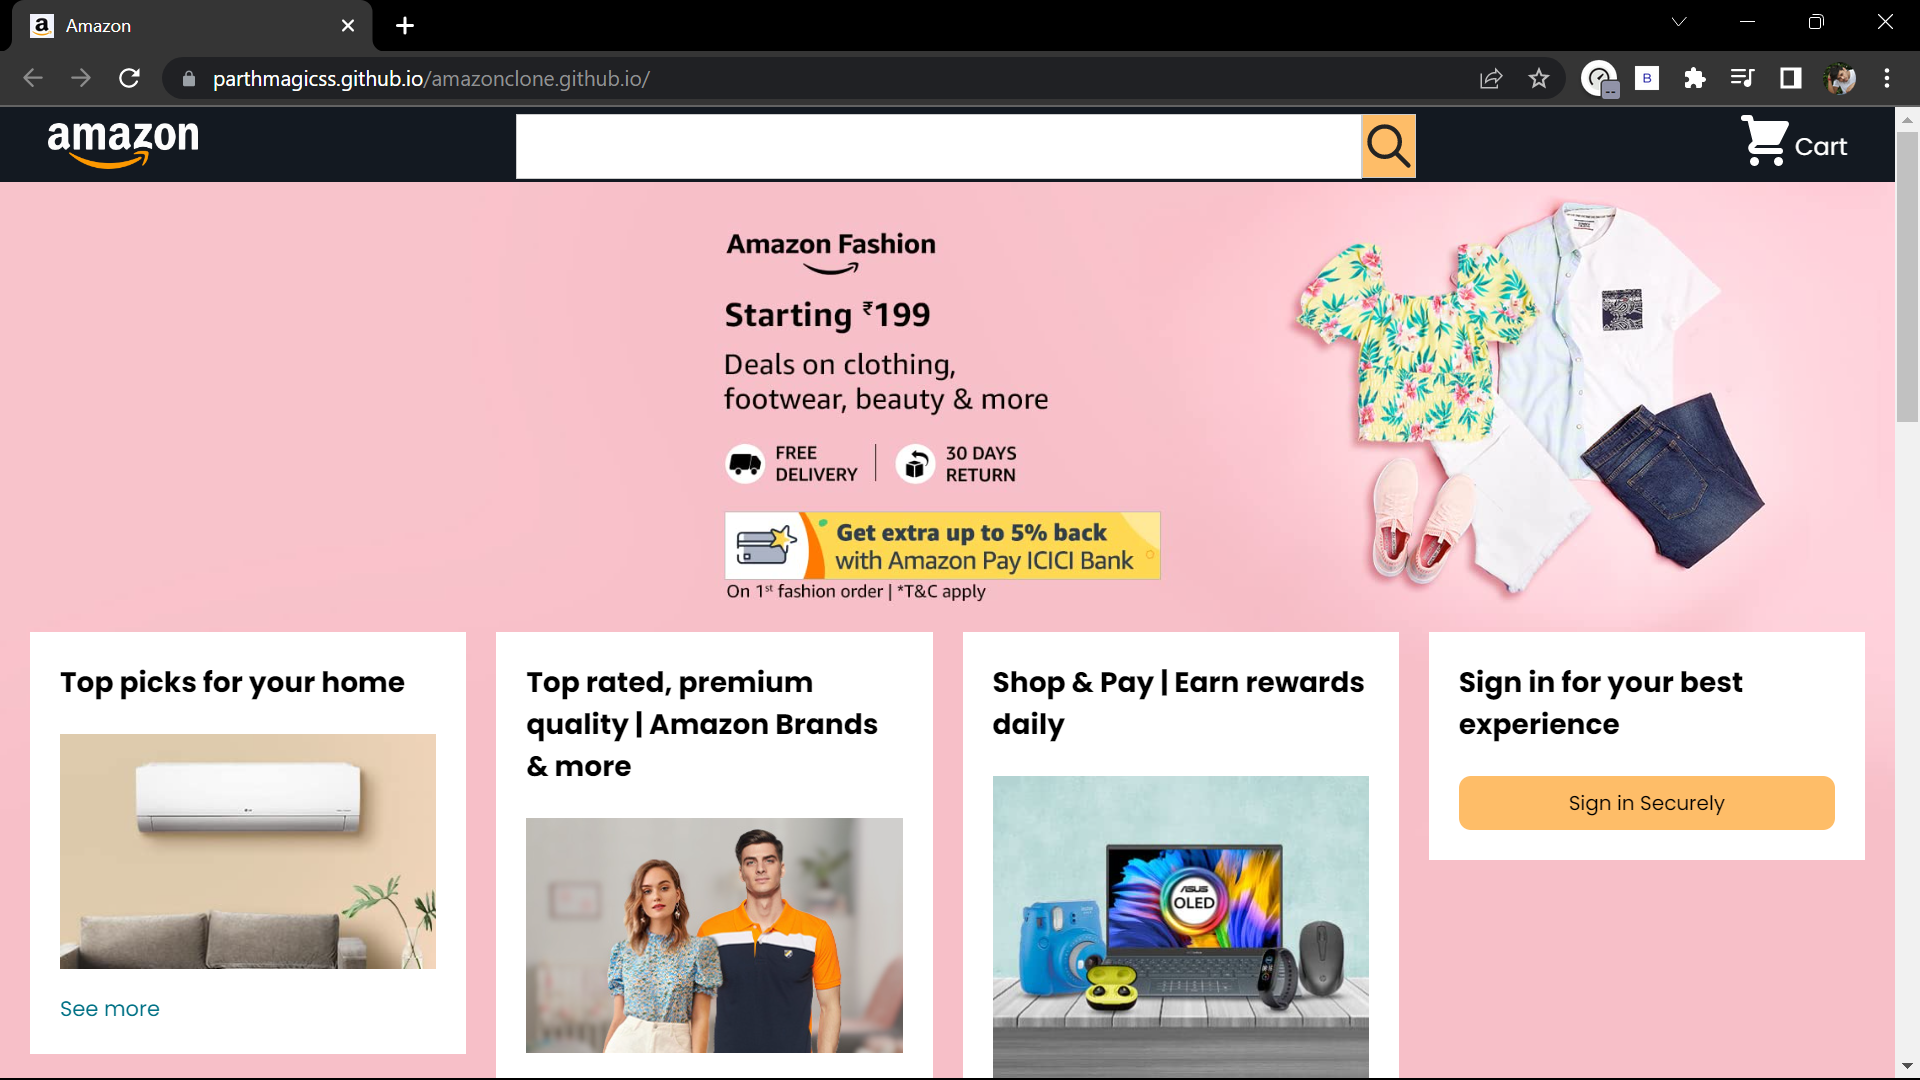 Amazon
parthmagicss.github.io/amazonclone.github.io/
B
amazon
Cart
Amazon Fashion
Starting ₹199
Deals on clothing,
footwear, beauty & more
FREE
DELIVERY
30 DAYS
RETURN
Get extra up to 5% back
with Amazon Pay ICICI Bank
On 1st fashion order | *T&C apply
Top picks for your home
See more
Top rated, premium
quality | Amazon Brands
& more
Shop & Pay | Earn rewards
daily
ASUS
OLED
Sign in for your best
experience
Sign in Securely